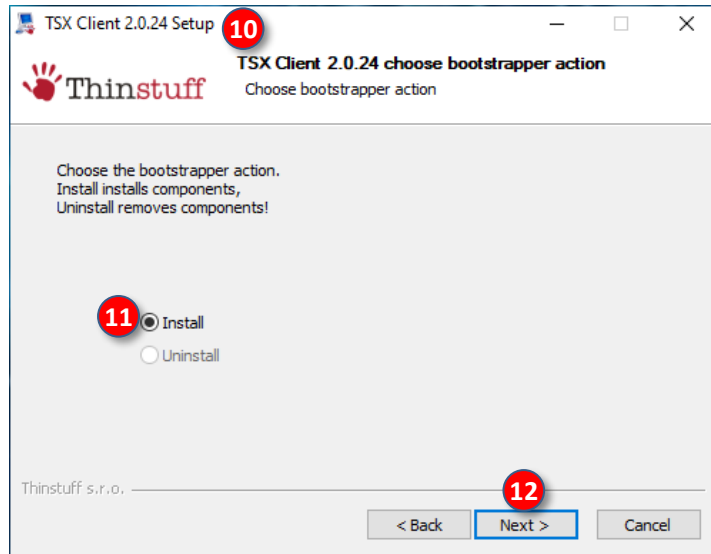 TSX Client 2.0.24 Setup
10
Thinstuff
TSX Client 2.0.24 choose bootstrapper action
Choose bootstrapper action
Choose the bootstrapper action.
Install installs components,
Uninstall removes components!
11
Install
Uninstall
Thinstuff s.r.o.
12
< Back
Next >
Cancel